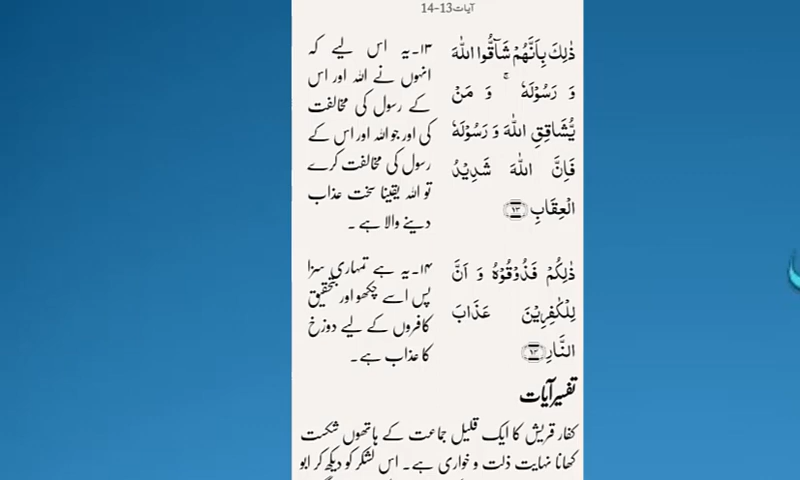 آیات 13-14
ذٰلِکَ بِاَنَّہُمۡ شَآقُّوا اللّٰہَ
وَ رَسُوۡلَہٗ ۚ وَ مَنۡ
یُّشَاقِقِ اللّٰہَ وَ رَسُوۡلَہٗ
فَاِنَّ اللّٰہَ شَدِیۡدُ
الۡعِقَابِ﴿۱۳﴾
۱۳۔یہ اس لیے کہ
انہوں نے اللہ اور اس
کے رسول کی مخالفت
کی اور جو اللہ اور اس کے
رسول کی مخالفت کرے
تو اللہ یقینا سخت عذاب
دینے والا ہے ۔
ذٰلِکُمۡ فَذُوۡقُوۡہُ وَ اَنَّ
لِلۡکٰفِرِیۡنَ عَذَابَ
النَّارِ﴿۱۴﴾
۱۴۔یہ ہے تمہاری سزا
پس اسے چکھو اور بتحقیق
کافروں کے لیے دوزخ
کا عذاب ہے۔
تفسیر آیات
کفار قریش کا ایک قلیل جماعت کے ہاتھوں شکست
کھانا نہایت ذلت و خواری ہے۔ اس لشکر کو دیکھ کر ابو